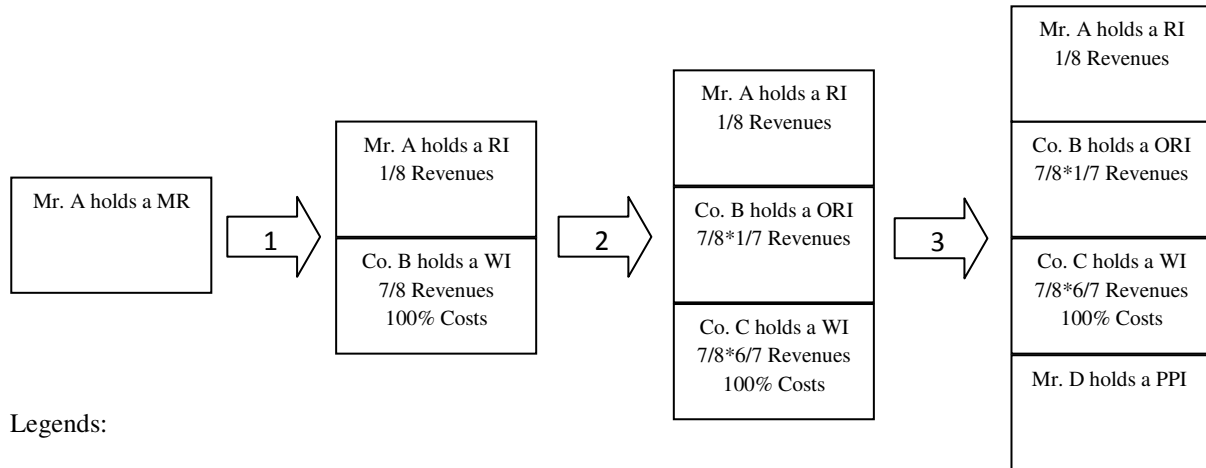 Mr. A holds a MR
1
Mr. A holds a RI
1/8 Revenues
Co. B holds a WI
7/8 Revenues
100% Costs
2
Mr. A holds a RI
1/8 Revenues
Co. B holds a ORI
7/8*1/7 Revenues
Co. C holds a WI
7/8*6/7 Revenues
100% Costs
3
Mr. A holds a RI
1/8 Revenues
Co. B holds a ORI
7/8*1/7 Revenues
Co. C holds a WI
7/8*6/7 Revenues
100% Costs
Mr. D holds a PPI
Legends: